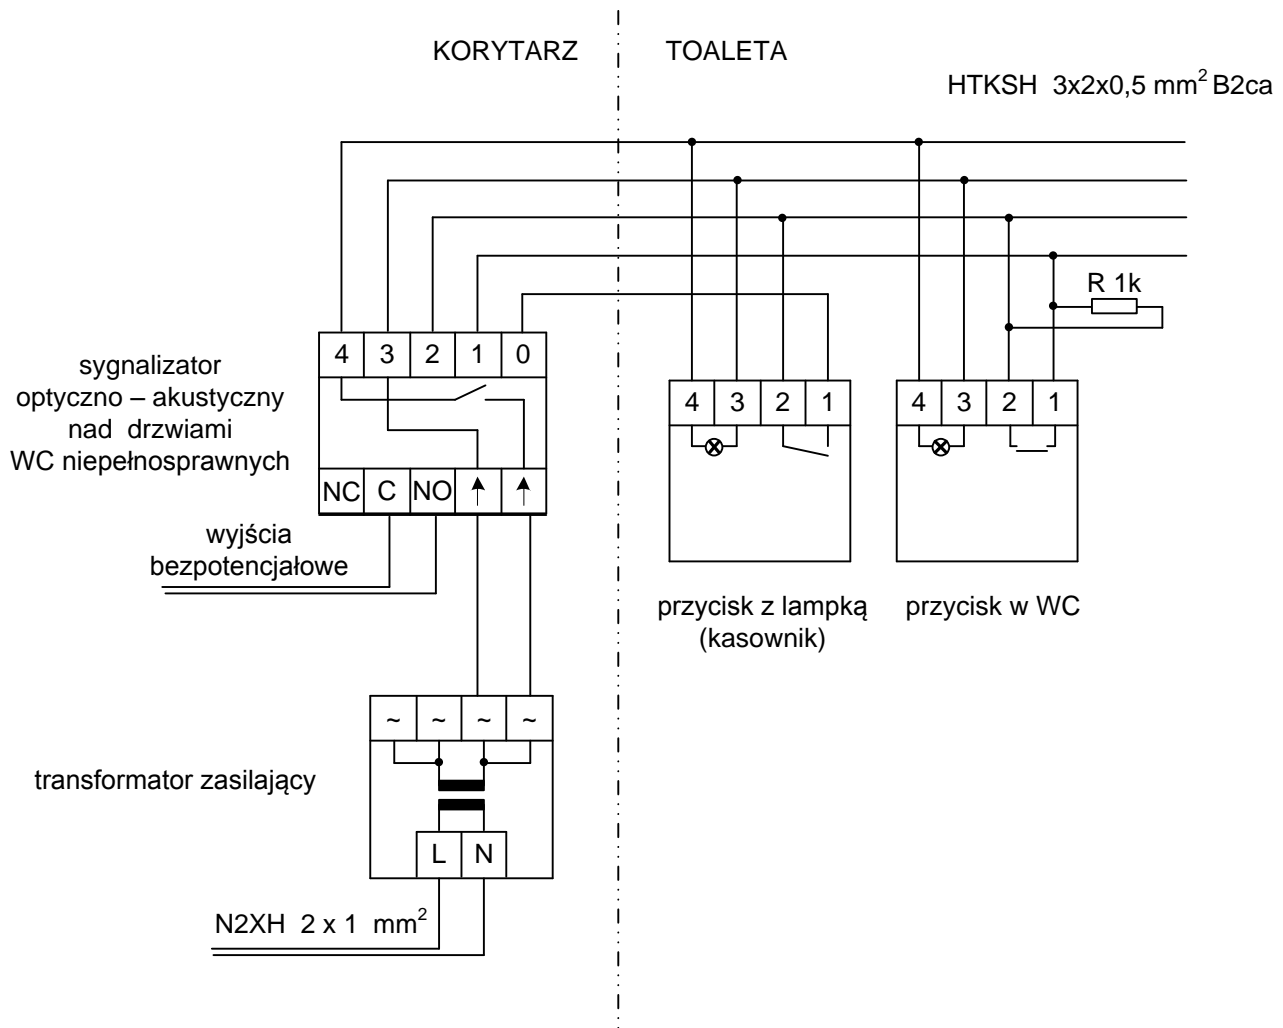 KORYTARZ TOALETA
HTKSH 3x2x0,5 mm² B2ca
R 1k
4 3 2 1 0
sygnalizator
optyczno – akustyczny
nad drzwiami
WC niepełnosprawnych
NC C NO
4 3 2 1
4 3 2 1
wyjścia
bezpotencjałowe
przycisk z lampką
(kasownik)
przycisk w WC
~ ~ ~ ~
transformator zasilający
L N
N2XH 2 x 1 mm²